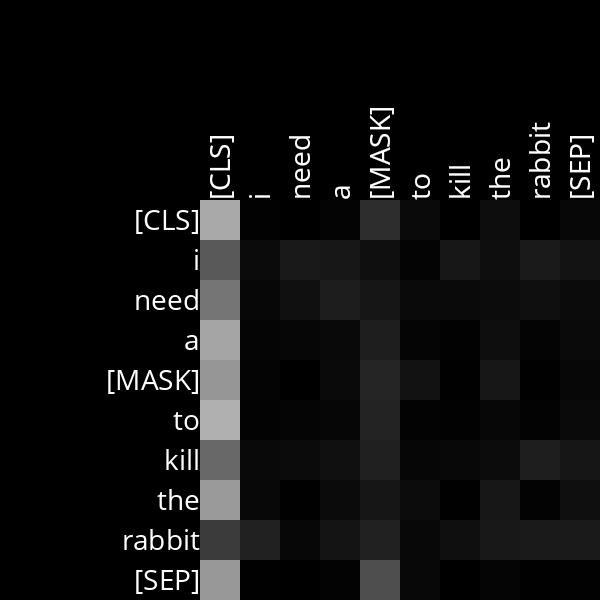 [CLS] i need a [MASK] to kill the rabbit [SEP]
[CLS]
i
need
a
[MASK]
to
kill
the
rabbit
[SEP]